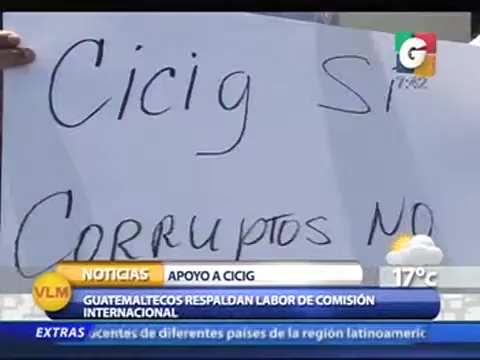 Cicig Si
CORRUPTOS NO
G
7:42
NOTICIAS
APOYO A CICIG
17°C
VLM
GUATEMALTECOS RESPALDAN LABOR DE COMISIÓN
INTERNACIONAL
EXTRAS
ocentes de diferentes países de la región latinoameric